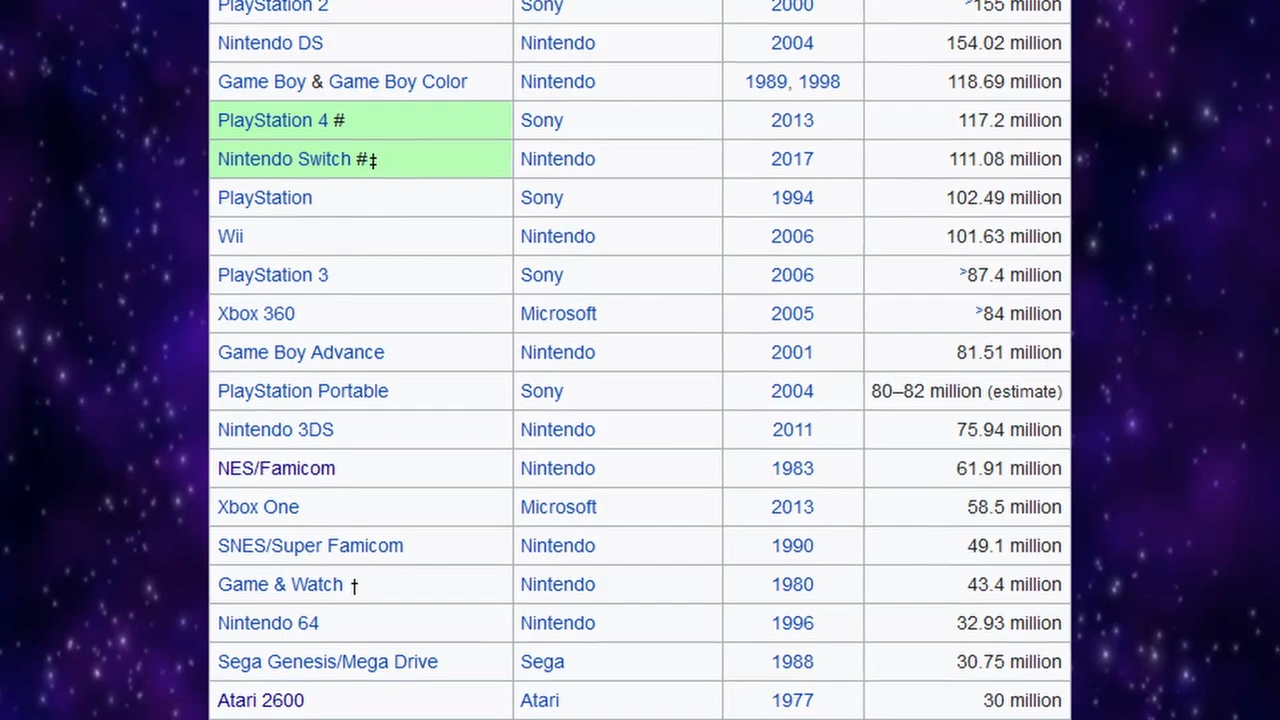 PlayStation 2 Sony 2000 >155 million
Nintendo DS Nintendo 2004 154.02 million
Game Boy & Game Boy Color Nintendo 1989, 1998 118.69 million
PlayStation 4 # Sony 2013 117.2 million
Nintendo Switch #‡ Nintendo 2017 111.08 million
PlayStation Sony 1994 102.49 million
Wii Nintendo 2006 101.63 million
PlayStation 3 Sony 2006 >87.4 million
Xbox 360 Microsoft 2005 >84 million
Game Boy Advance Nintendo 2001 81.51 million
PlayStation Portable Sony 2004 80–82 million (estimate)
Nintendo 3DS Nintendo 2011 75.94 million
NES/Famicom Nintendo 1983 61.91 million
Xbox One Microsoft 2013 58.5 million
SNES/Super Famicom Nintendo 1990 49.1 million
Game & Watch † Nintendo 1980 43.4 million
Nintendo 64 Nintendo 1996 32.93 million
Sega Genesis/Mega Drive Sega 1988 30.75 million
Atari 2600 Atari 1977 30 million